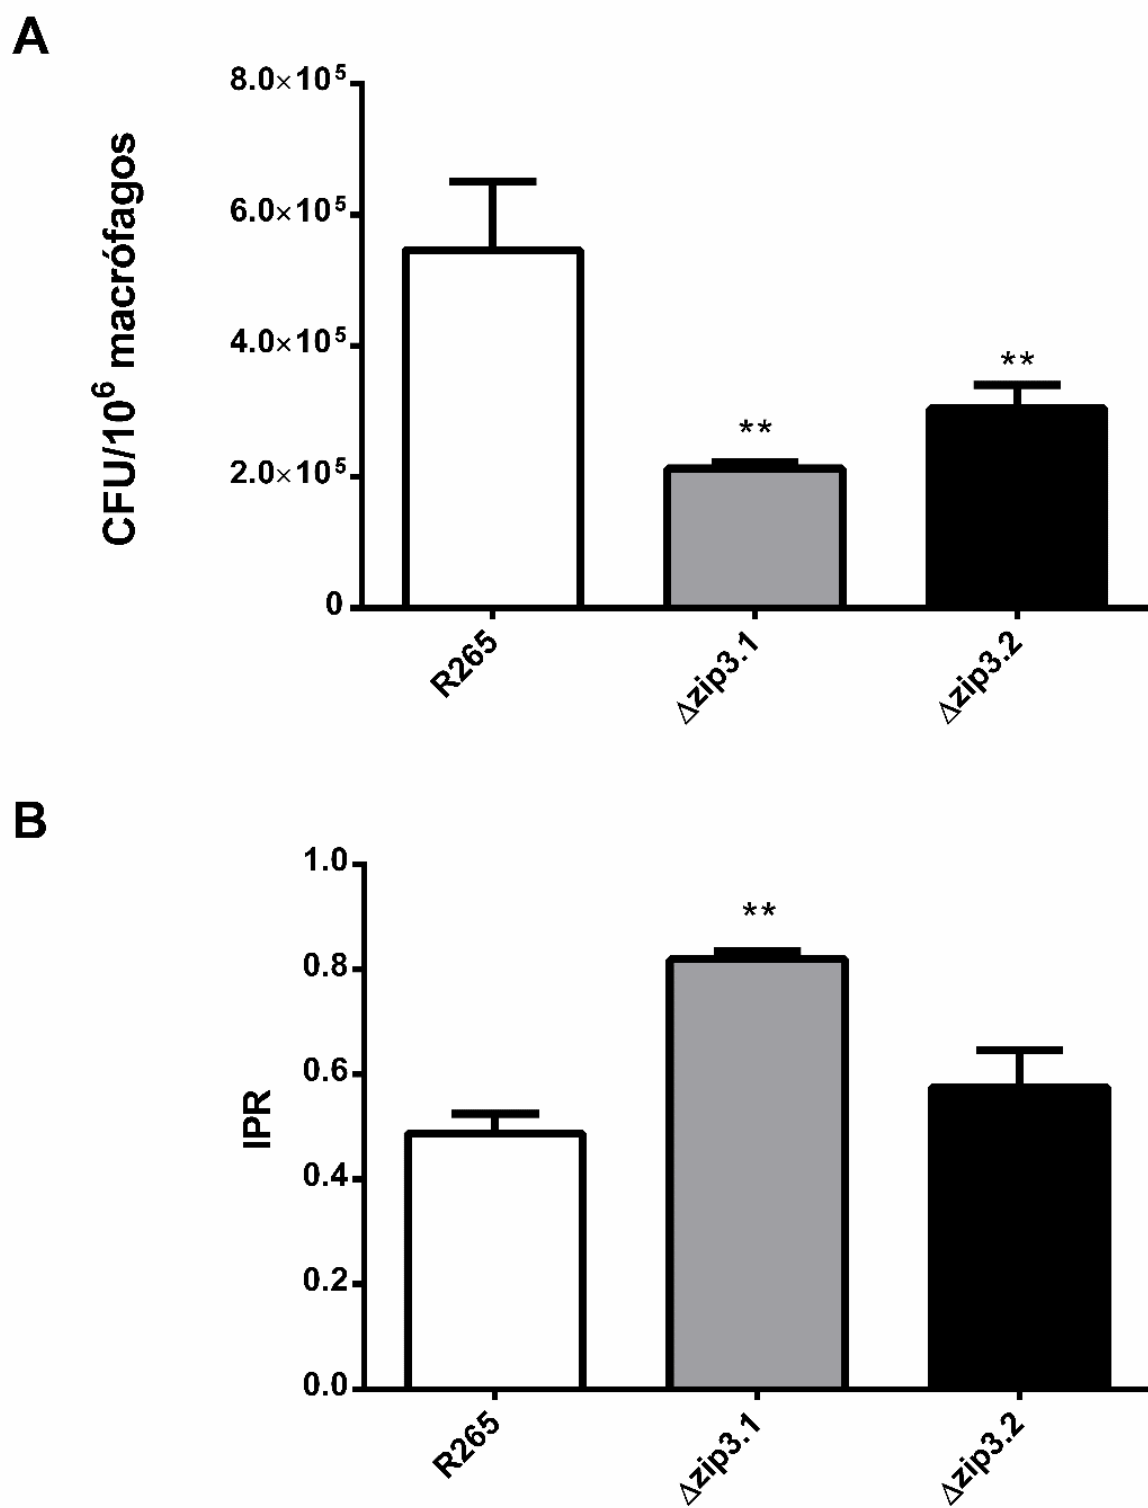 A
8.0×10⁵
6.0×10⁵
4.0×10⁵
2.0×10⁵
0
CFU/10⁶ macrófagos
**
**
R265
Δzip3.1
Δzip3.2
B
1.0
0.8
0.6
0.4
0.2
0.0
IPR
**
R265
Δzip3.1
Δzip3.2